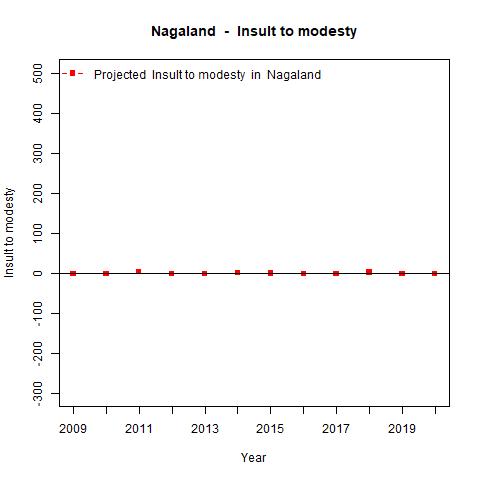 Nagaland - Insult to modesty
Projected Insult to modesty in Nagaland
500
400
300
200
100
0
-100
-200
-300
Insult to modesty
2009 2011 2013 2015 2017 2019
Year